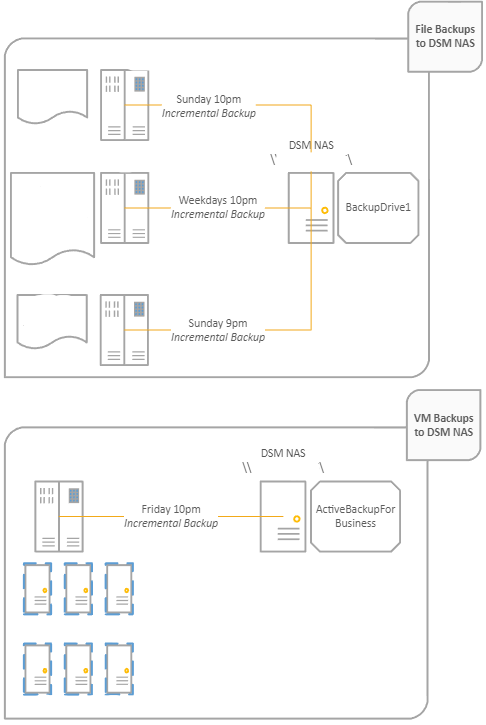 File Backups
to DSM NAS
Sunday 10pm
Incremental Backup
DSM NAS
\\ \
Weekdays 10pm
Incremental Backup
BackupDrive1
Sunday 9pm
Incremental Backup
VM Backups
to DSM NAS
DSM NAS
\\ \
Friday 10pm
Incremental Backup
ActiveBackupFor
Business